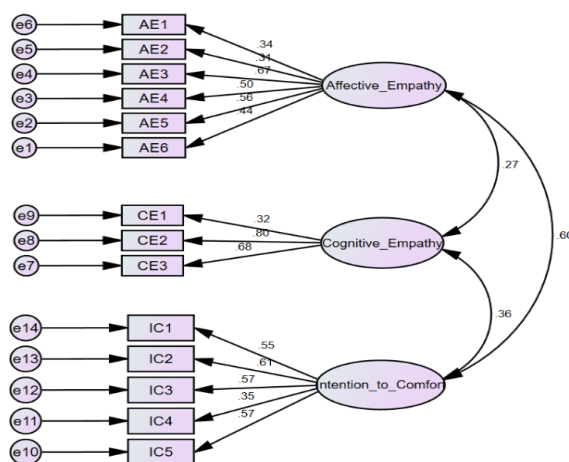 e6 AE1
.34
e5 AE2
.31
e4 AE3
.67
Affective_Empathy
e3 AE4
.50
e2 AE5
.56
e1 AE6
.44
.27
e9 CE1
.32
e8 CE2
.80
Cognitive_Empathy
e7 CE3
.68
.60
.36
e14 IC1
.55
e13 IC2
.61
e12 IC3
.57
ntention_to_Comfor
e11 IC4
.35
e10 IC5
.57